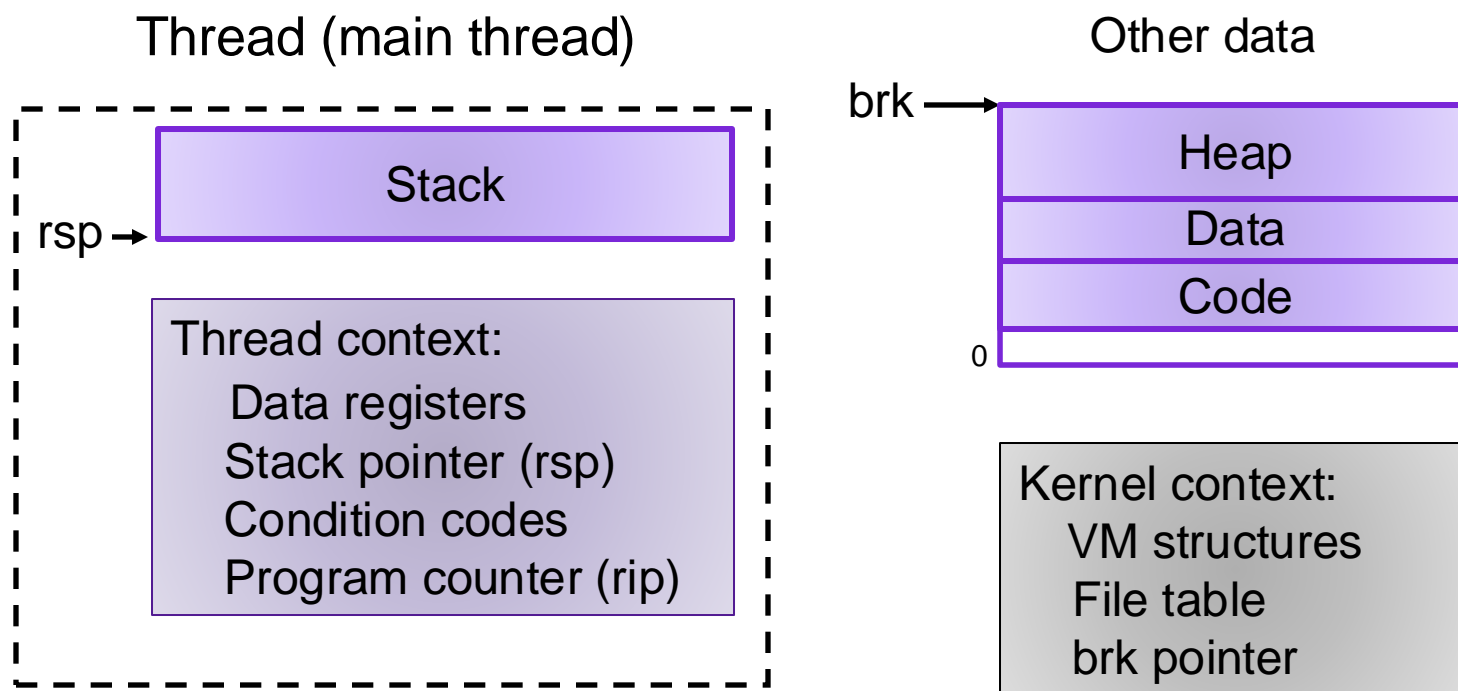 Thread (main thread)
Stack
rsp
Thread context:
Data registers
Stack pointer (rsp)
Condition codes
Program counter (rip)
Other data
brk
Heap
Data
Code
0
Kernel context:
VM structures
File table
brk pointer